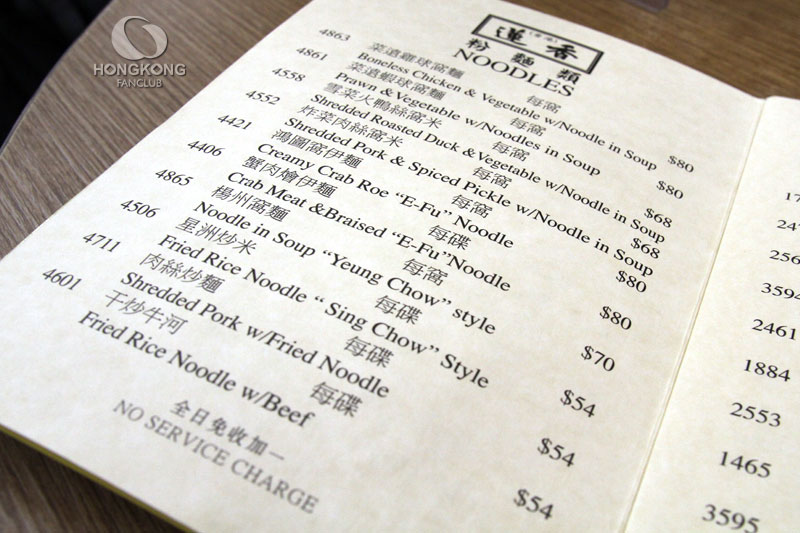 HONGKONG
FANCLUB
蓮香
粉麵類
NOODLES
4863 菜遠雞球窩麵 每窩
Boneless Chicken & Vegetable w/Noodle in Soup $80
4861 菜遠蝦球窩麵 每窩
Prawn & Vegetable w/Noodles in Soup $80
4558 雪菜火鴨絲窩米 每窩
Shredded Roasted Duck & Vegetable w/Noodle in Soup $68
4552 炸菜肉絲窩米 每窩
Shredded Pork & Spiced Pickle w/Noodle in Soup $68
4421 鴻圖窩伊麵 每窩
Creamy Crab Roe “E-Fu” Noodle $80
4406 蟹肉燴伊麵 每碟
Crab Meat &Braised “E-Fu”Noodle $80
4865 楊州窩麵 每窩
Noodle in Soup “Yeung Chow” style $70
4506 星洲炒米 每碟
Fried Rice Noodle “ Sing Chow” Style $54
4711 肉絲炒麵 每碟
Shredded Pork w/Fried Noodle $54
4601 干炒牛河 每碟
Fried Rice Noodle w/Beef $54
全日免收加一
NO SERVICE CHARGE
17
247
256
3594
2461
1884
2553
1465
3595